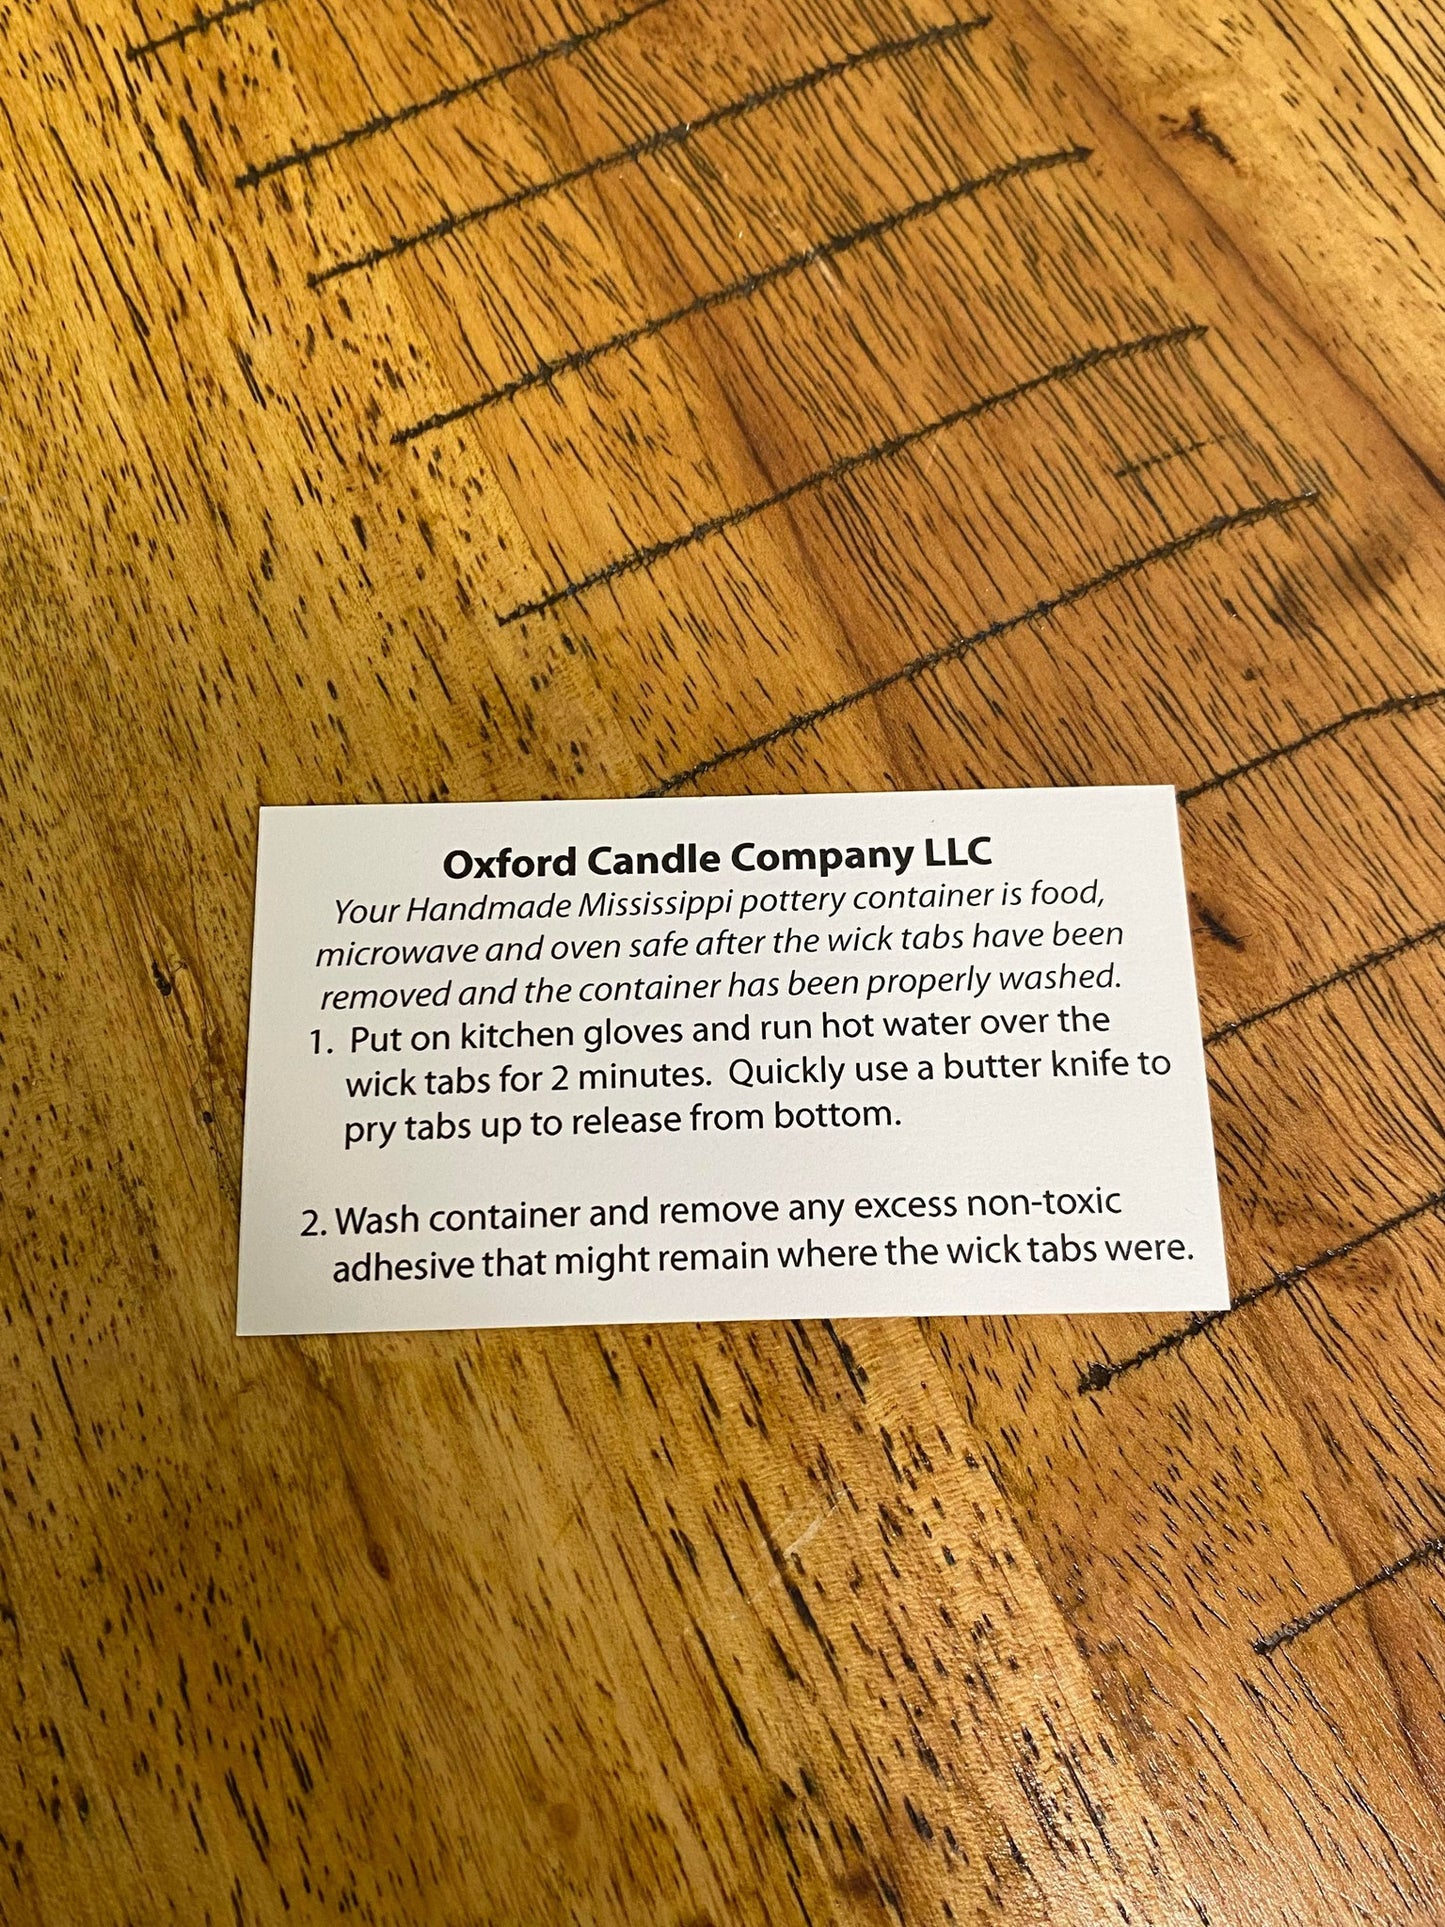 Oxford Candle Company LLC
Your Handmade Mississippi pottery container is food,
microwave and oven safe after the wick tabs have been
removed and the container has been properly washed.
1. Put on kitchen gloves and run hot water over the
wick tabs for 2 minutes. Quickly use a butter knife to
pry tabs up to release from bottom.
2. Wash container and remove any excess non-toxic
adhesive that might remain where the wick tabs were.